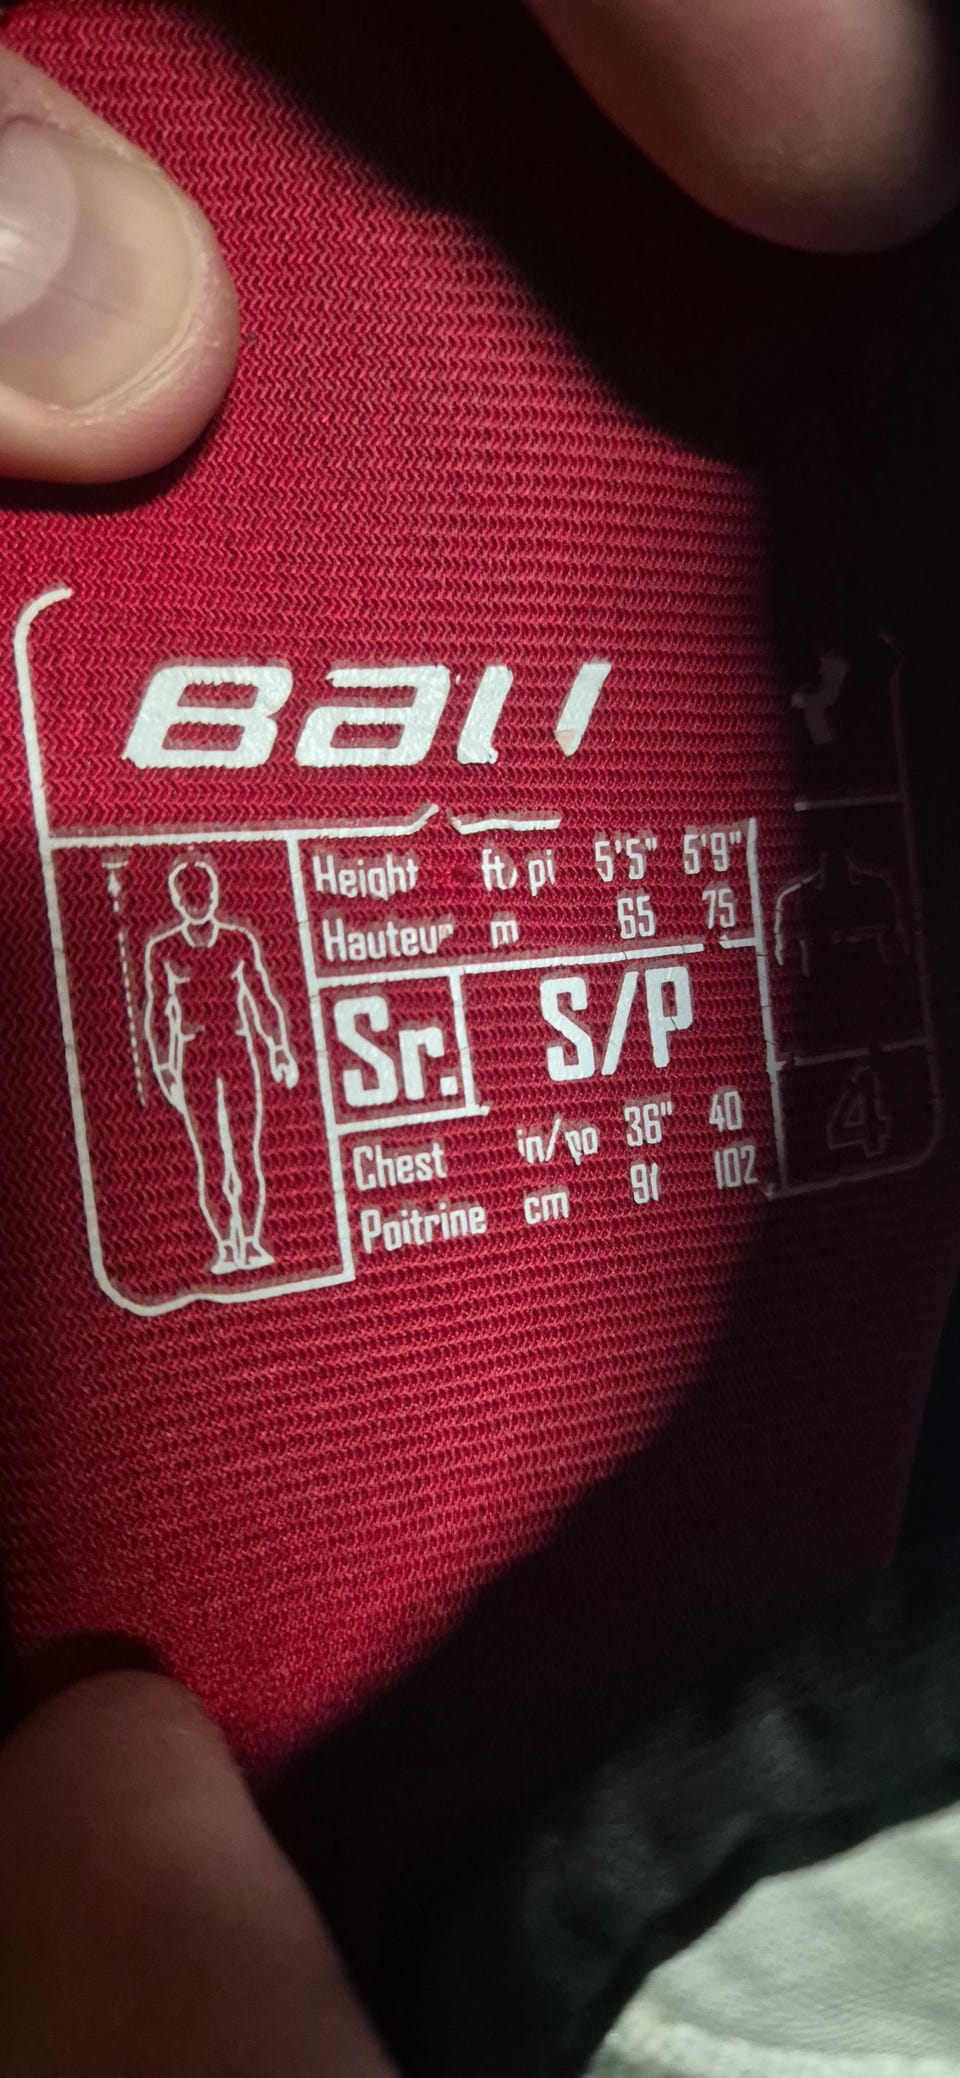 Bau
Height ft/pi 5'5" 5'9"
Hauteur m 65 75
Sr. S/P
Chest in/po 36" 40
Poitrine cm 91 102
4